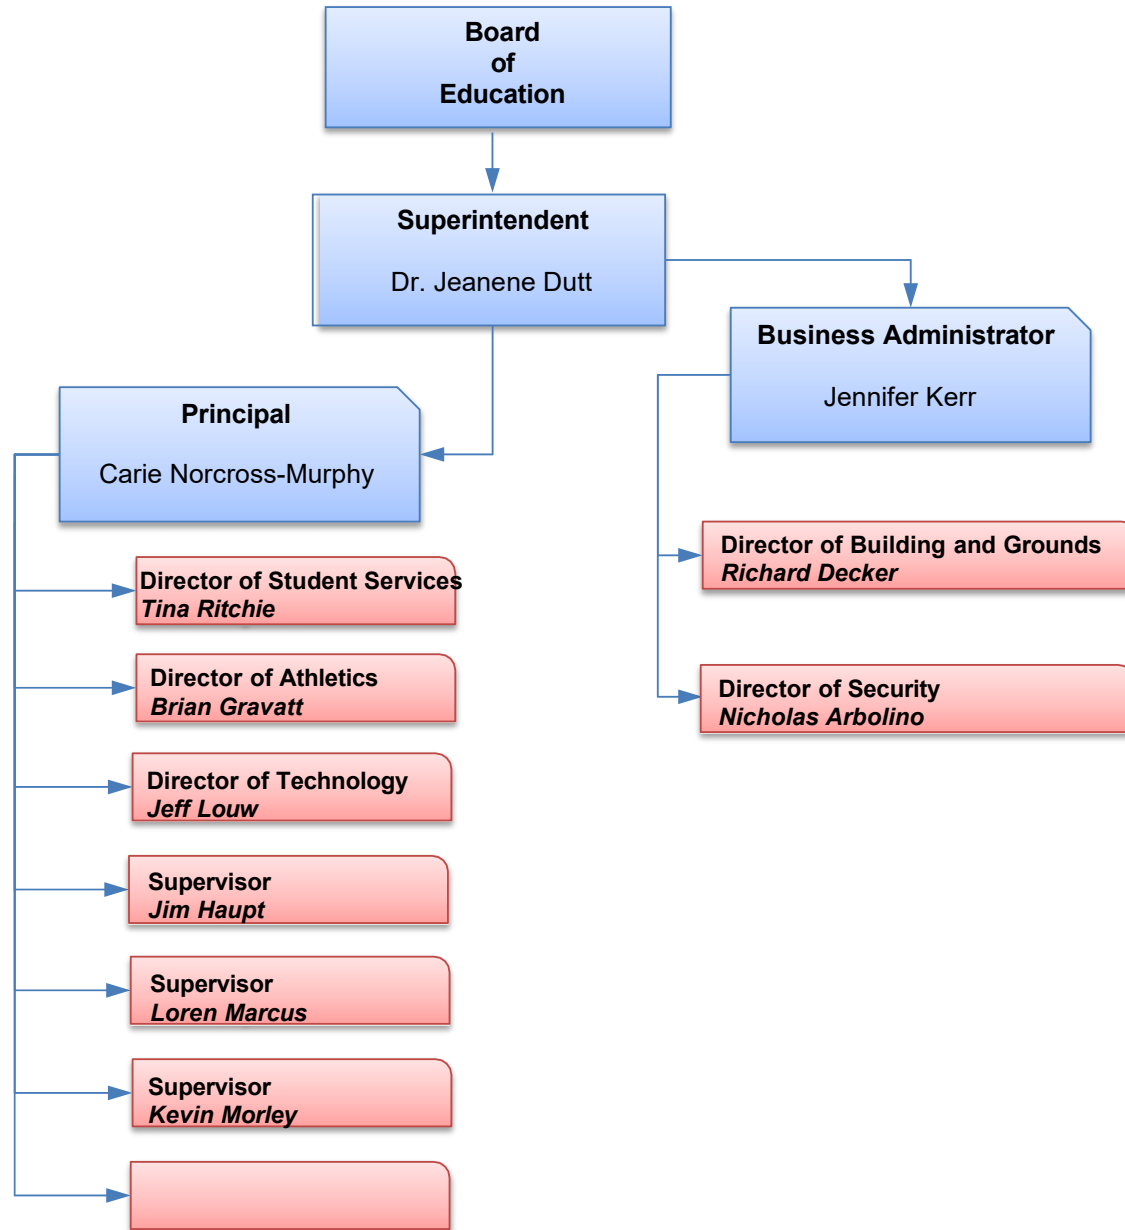 Board
of
Education
Superintendent
Dr. Jeanene Dutt
Business Administrator
Jennifer Kerr
Principal
Carie Norcross-Murphy
Director of Student Services
Tina Ritchie
Director of Athletics
Brian Gravatt
Director of Technology
Jeff Louw
Supervisor
Jim Haupt
Supervisor
Loren Marcus
Supervisor
Kevin Morley
Director of Building and Grounds
Richard Decker
Director of Security
Nicholas Arbolino